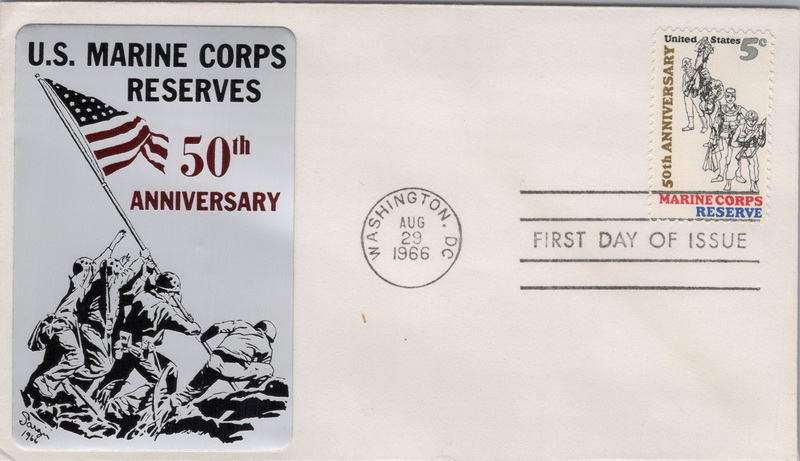 U.S. MARINE CORPS
RESERVES
50th
ANNIVERSARY
Sargin
1966
WASHINGTON, DC
AUG
29
1966
United States 5c
50th ANNIVERSARY
MARINE CORPS
RESERVE
FIRST DAY OF ISSUE